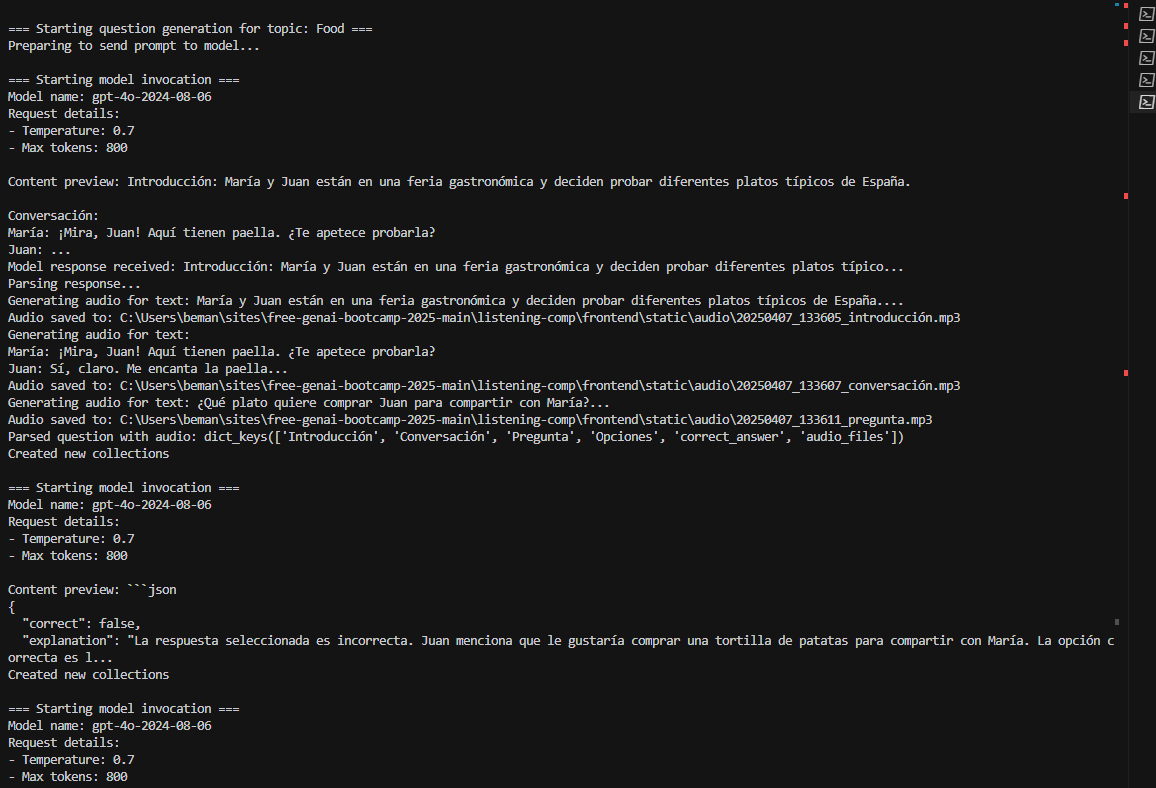 === Starting question generation for topic: Food ===
Preparing to send prompt to model...
=== Starting model invocation ===
Model name: gpt-4o-2024-08-06
Request details:
- Temperature: 0.7
- Max tokens: 800
Content preview: Introducción: María y Juan están en una feria gastronómica y deciden probar diferentes platos típicos de España.
Conversación:
María: ¡Mira, Juan! Aquí tienen paella. ¿Te apetece probarla?
Juan: ...
Model response received: Introducción: María y Juan están en una feria gastronómica y deciden probar diferentes platos típico...
Parsing response...
Generating audio for text: María y Juan están en una feria gastronómica y deciden probar diferentes platos típicos de España....
Audio saved to: C:\Users\beman\sites\free-genai-bootcamp-2025-main\listening-comp\frontend\static\audio\20250407_133605_introducción.mp3
Generating audio for text:
María: ¡Mira, Juan! Aquí tienen paella. ¿Te apetece probarla?
Juan: Sí, claro. Me encanta la paella...
Audio saved to: C:\Users\beman\sites\free-genai-bootcamp-2025-main\listening-comp\frontend\static\audio\20250407_133607_conversación.mp3
Generating audio for text: ¿Qué plato quiere comprar Juan para compartir con María?...
Audio saved to: C:\Users\beman\sites\free-genai-bootcamp-2025-main\listening-comp\frontend\static\audio\20250407_133611_pregunta.mp3
Parsed question with audio: dict_keys(['Introducción', 'Conversación', 'Pregunta', 'Opciones', 'correct_answer', 'audio_files'])
Created new collections
=== Starting model invocation ===
Model name: gpt-4o-2024-08-06
Request details:
- Temperature: 0.7
- Max tokens: 800
Content preview: ```json
{
"correct": false,
"explanation": "La respuesta seleccionada es incorrecta. Juan menciona que le gustaría comprar una tortilla de patatas para compartir con María. La opción c
orrecta es l...
Created new collections
=== Starting model invocation ===
Model name: gpt-4o-2024-08-06
Request details:
- Temperature: 0.7
- Max tokens: 800